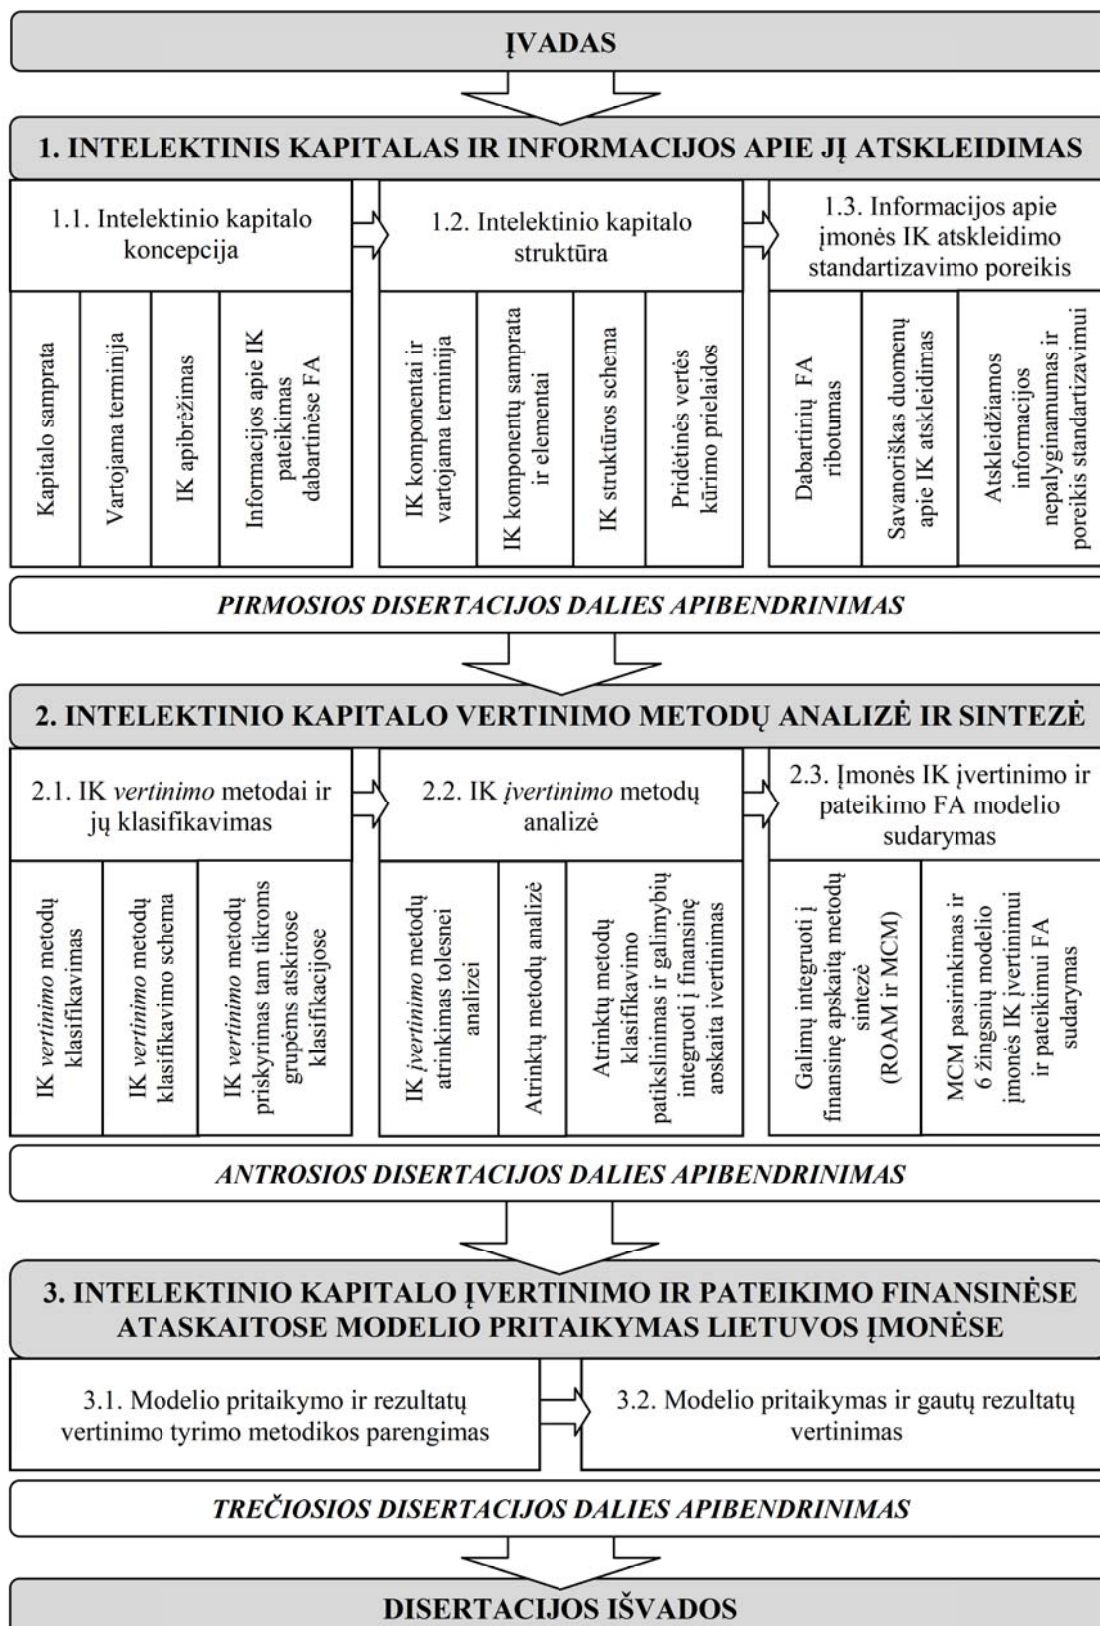 ĮVADAS
1. INTELEKTINIS KAPITALAS IR INFORMACIJOS APIE JĮ ATSKLEIDIMAS
1.1. Intelektinio kapitalo
koncepcija
1.2. Intelektinio kapitalo
struktūra
1.3. Informacijos apie
įmonės IK atskleidimo
standartizavimo poreikis
Kapitalo samprata
Vartojama terminija
IK apibrėžimas
Informacijos apie IK
pateikimas
dabartinėse FA
IK komponentai ir
vartojama terminija
IK komponentų samprata
ir elementai
IK struktūros schema
Pridėtinės vertės
kūrimo prielaidos
Dabartinių FA
ribotumas
Savanoriškas duomenų
apie IK atskleidimas
Atskleidžiamos
informacijos
nepalyginamumas ir
poreikis standartizavimui
PIRMOSIOS DISERTACIJOS DALIES APIBENDRINIMAS
2. INTELEKTINIO KAPITALO VERTINIMO METODŲ ANALIZĖ IR SINTEZĖ
2.1. IK vertinimo metodai ir
jų klasifikavimas
2.2. IK įvertinimo metodų
analizė
2.3. Įmonės IK įvertinimo ir
pateikimo FA modelio
sudarymas
IK vertinimo metodų
klasifikavimas
IK vertinimo metodų
klasifikavimo schema
IK vertinimo metodų
priskyrimas tam tikroms
grupėms atskirose
klasifikacijose
IK įvertinimo metodų
atrinkimas tolesnei
analizei
Atrinktų metodų analizė
Atrinktų metodų
klasifikavimo
patikslinimas ir galimybių
integruoti į finansinę
apskaitą įvertinimas
Galimų integruoti į
finansinę apskaitą metodų
sintezė
(ROAM ir MCM)
MCM pasirinkimas ir
6 žingsnių modelio
įmonės IK įvertinimui
ir pateikimui FA
sudarymas
ANTROSIOS DISERTACIJOS DALIES APIBENDRINIMAS
3. INTELEKTINIO KAPITALO ĮVERTINIMO IR PATEIKIMO FINANSINĖSE
ATASKAITOSE MODELIO PRITAIKYMAS LIETUVOS ĮMONĖSE
3.1. Modelio pritaikymo ir rezultatų
vertinimo tyrimo metodikos parengimas
3.2. Modelio pritaikymas ir gautų rezultatų
vertinimas
TREČIOSIOS DISERTACIJOS DALIES APIBENDRINIMAS
DISERTACIJOS IŠVADOS